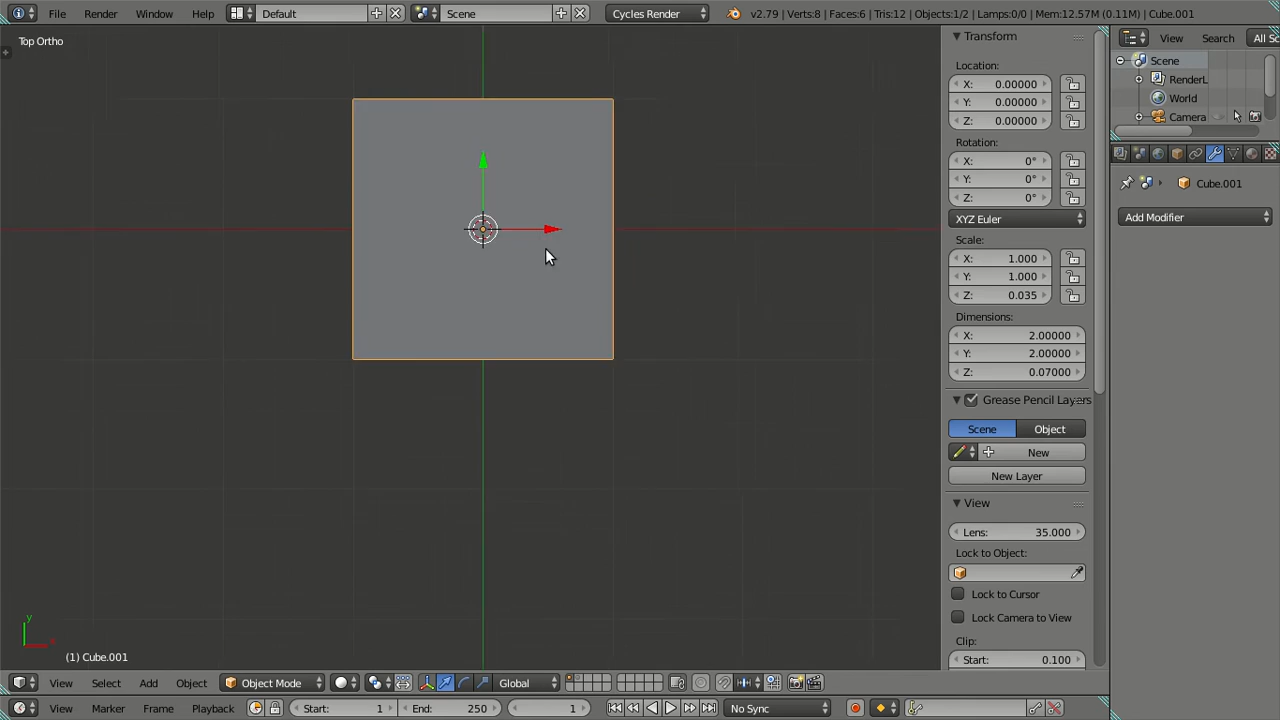 File Render Window Help Default Scene Cycles Render v2.79 | Verts:8 | Faces:6 | Tris:12 | Objects:1/2 | Lamps:0/0 | Mem:12.57M (0.11M) | Cube.001
Top Ortho
Transform
Location:
X: 0.00000
Y: 0.00000
Z: 0.00000
Rotation:
X: 0°
Y: 0°
Z: 0°
XYZ Euler
Scale:
X: 1.000
Y: 1.000
Z: 0.035
Dimensions:
X: 2.00000
Y: 2.00000
Z: 0.07000
Grease Pencil Layers
Scene Object
New
New Layer
View
Lens: 35.000
Lock to Object:
Lock to Cursor
Lock Camera to View
Clip:
Start: 0.100
View Search All Sc
Scene
RenderL
World
Camera
Cube.001
Add Modifier
y
x
(1) Cube.001
View Select Add Object Object Mode Global
View Marker Frame Playback Start: 1 End: 250 1 No Sync